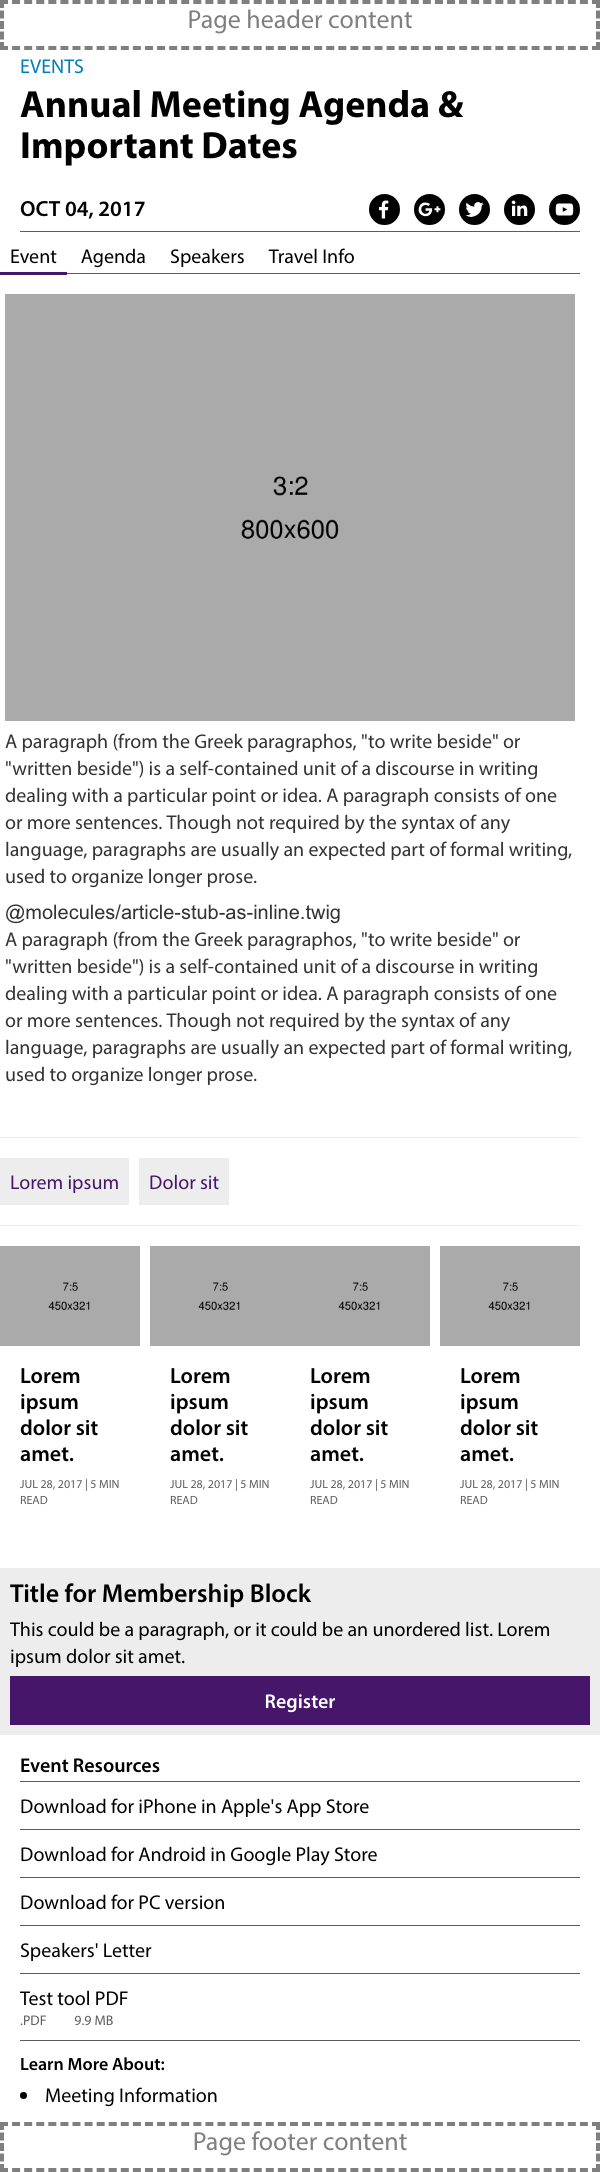 Page header content
EVENTS
Annual Meeting Agenda &
Important Dates
OCT 04, 2017
Event Agenda Speakers Travel Info
3:2
800x600
A paragraph (from the Greek paragraphos, "to write beside" or
"written beside") is a self-contained unit of a discourse in writing
dealing with a particular point or idea. A paragraph consists of one
or more sentences. Though not required by the syntax of any
language, paragraphs are usually an expected part of formal writing,
used to organize longer prose.
@molecules/article-stub-as-inline.twig
A paragraph (from the Greek paragraphos, "to write beside" or
"written beside") is a self-contained unit of a discourse in writing
dealing with a particular point or idea. A paragraph consists of one
or more sentences. Though not required by the syntax of any
language, paragraphs are usually an expected part of formal writing,
used to organize longer prose.
Lorem ipsum
Dolor sit
7:5
450x321
Lorem
ipsum
dolor sit
amet.
JUL 28, 2017 | 5 MIN
READ
7:5
450x321
Lorem
ipsum
dolor sit
amet.
JUL 28, 2017 | 5 MIN
READ
7:5
450x321
Lorem
ipsum
dolor sit
amet.
JUL 28, 2017 | 5 MIN
READ
7:5
450x321
Lorem
ipsum
dolor sit
amet.
JUL 28, 2017 | 5 MIN
READ
Title for Membership Block
This could be a paragraph, or it could be an unordered list. Lorem
ipsum dolor sit amet.
Register
Event Resources
Download for iPhone in Apple's App Store
Download for Android in Google Play Store
Download for PC version
Speakers' Letter
Test tool PDF
.PDF 9.9 MB
Learn More About:
• Meeting Information
Page footer content